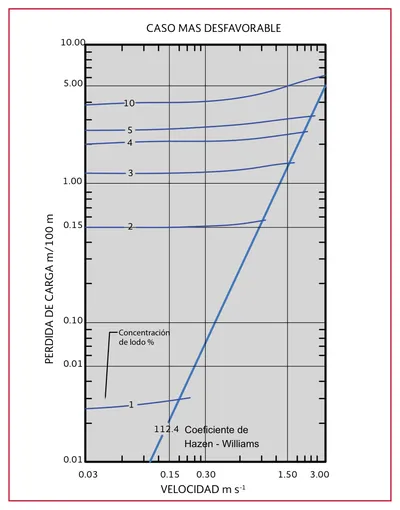 CASO MAS DESFAVORABLE
10.00
5.00
1.00
0.15
0.10
0.01
0.01
PERDIDA DE CARGA m/100 m
10
5
4
3
2
1
Concentración
de lodo %
112.4 Coeficiente de
Hazen - Williams
0.03 0.15 0.30 1.50 3.00
VELOCIDAD m s-1